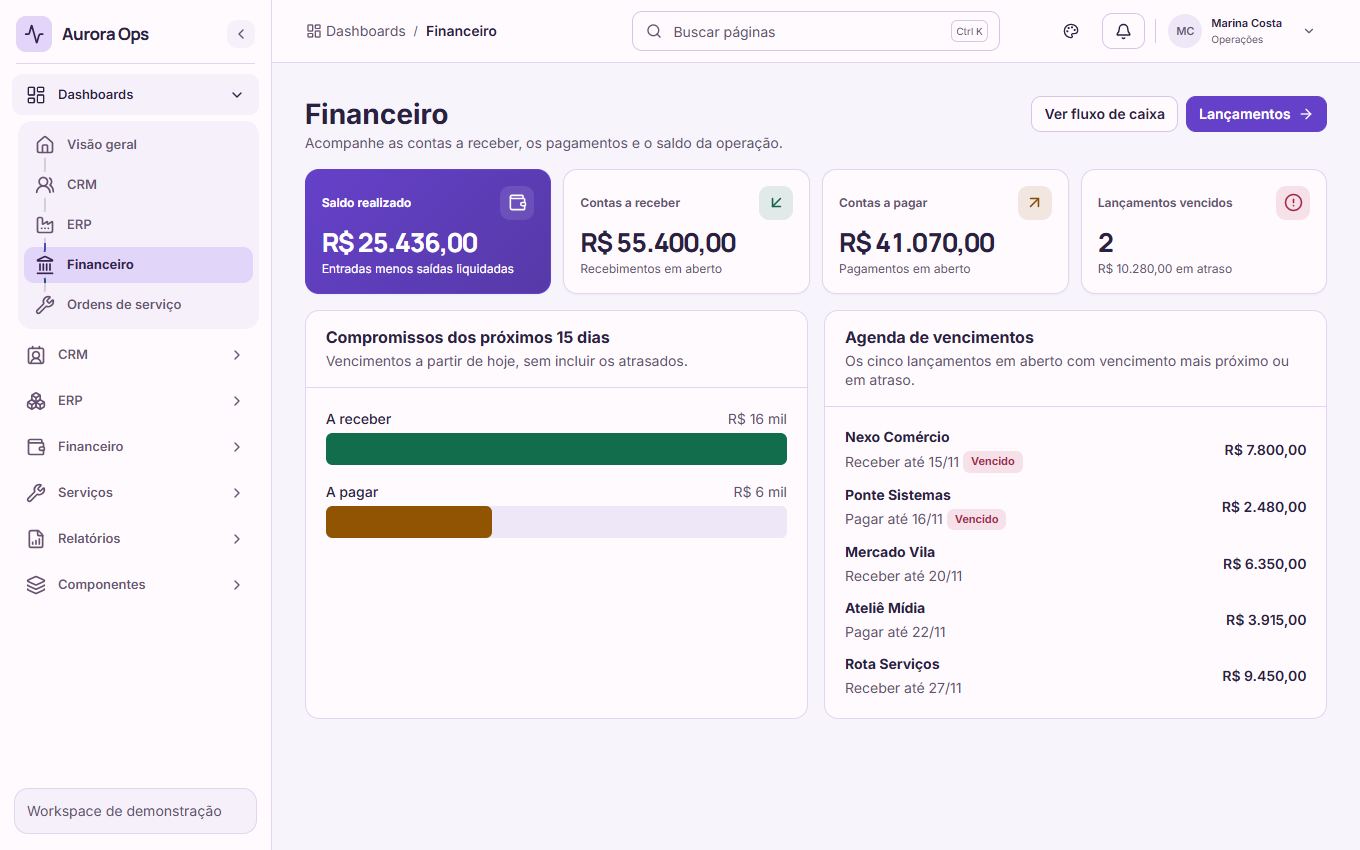 Aurora Ops
Dashboards
Visão geral
CRM
ERP
Financeiro
Ordens de serviço
CRM
ERP
Financeiro
Serviços
Relatórios
Componentes
Workspace de demonstração
Dashboards / Financeiro
Buscar páginas
Ctrl K
MC
Marina Costa
Operações
Financeiro
Acompanhe as contas a receber, os pagamentos e o saldo da operação.
Ver fluxo de caixa
Lançamentos
Saldo realizado
R$ 25.436,00
Entradas menos saídas liquidadas
Contas a receber
R$ 55.400,00
Recebimentos em aberto
Contas a pagar
R$ 41.070,00
Pagamentos em aberto
Lançamentos vencidos
2
R$ 10.280,00 em atraso
Compromissos dos próximos 15 dias
Vencimentos a partir de hoje, sem incluir os atrasados.
A receber R$ 16 mil
A pagar R$ 6 mil
Agenda de vencimentos
Os cinco lançamentos em aberto com vencimento mais próximo ou
em atraso.
Nexo Comércio
Receber até 15/11 Vencido
R$ 7.800,00
Ponte Sistemas
Pagar até 16/11 Vencido
R$ 2.480,00
Mercado Vila
Receber até 20/11
R$ 6.350,00
Ateliê Mídia
Pagar até 22/11
R$ 3.915,00
Rota Serviços
Receber até 27/11
R$ 9.450,00